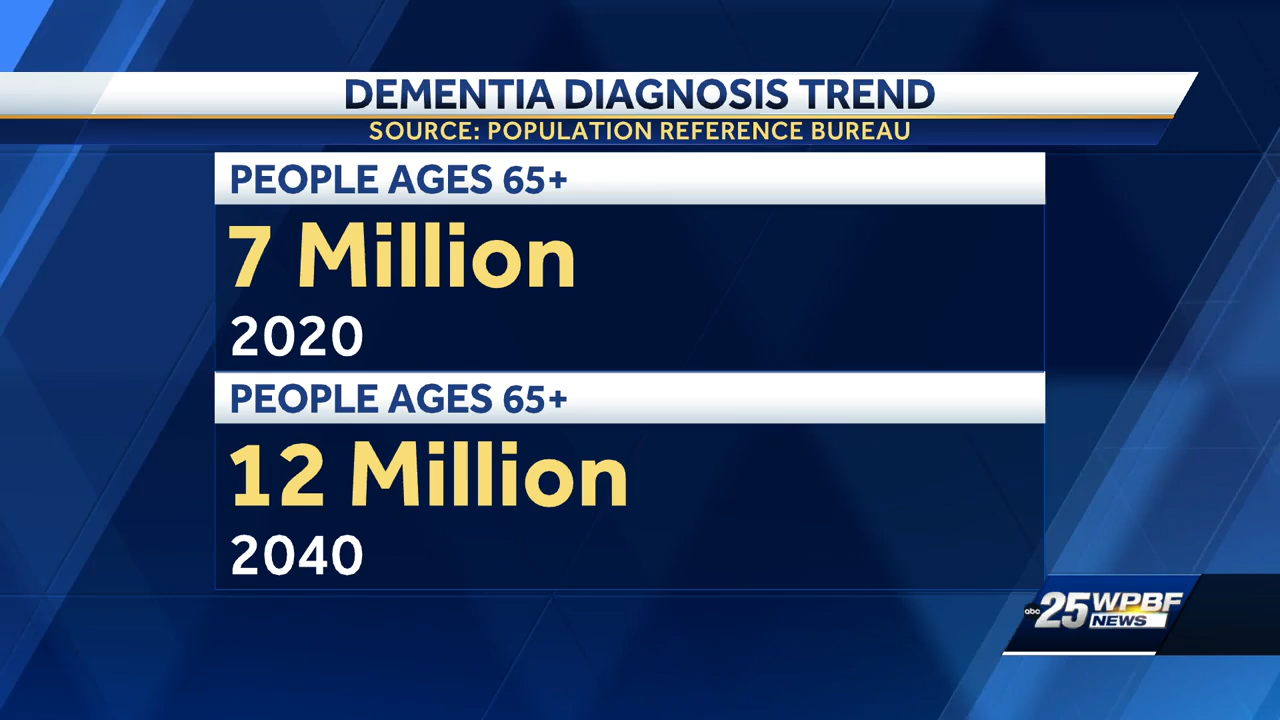 DEMENTIA DIAGNOSIS TREND
SOURCE: POPULATION REFERENCE BUREAU
PEOPLE AGES 65+
7 Million
2020
PEOPLE AGES 65+
12 Million
2040
abc 25 WPBF
NEWS